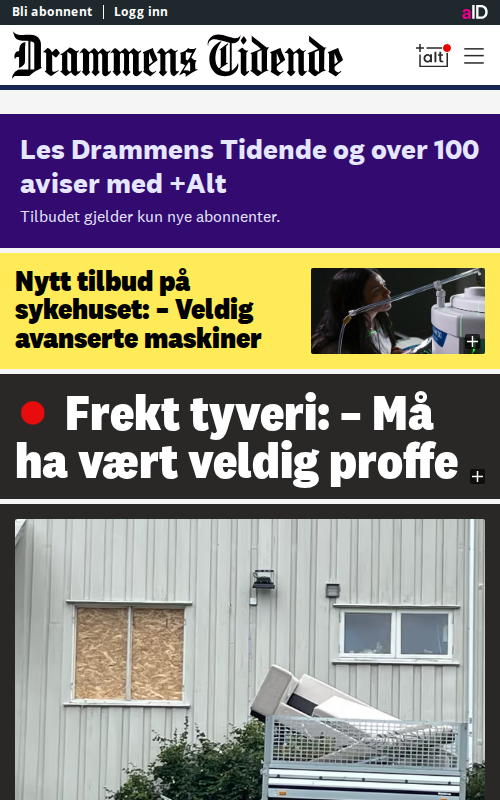 Bli abonnent | Logg inn
aID
Drammens Tidende
+alt
Les Drammens Tidende og over 100
aviser med +Alt
Tilbudet gjelder kun nye abonnenter.
Nytt tilbud på
sykehuset: – Veldig
avanserte maskiner
Frekt tyveri: – Må
ha vært veldig proffe